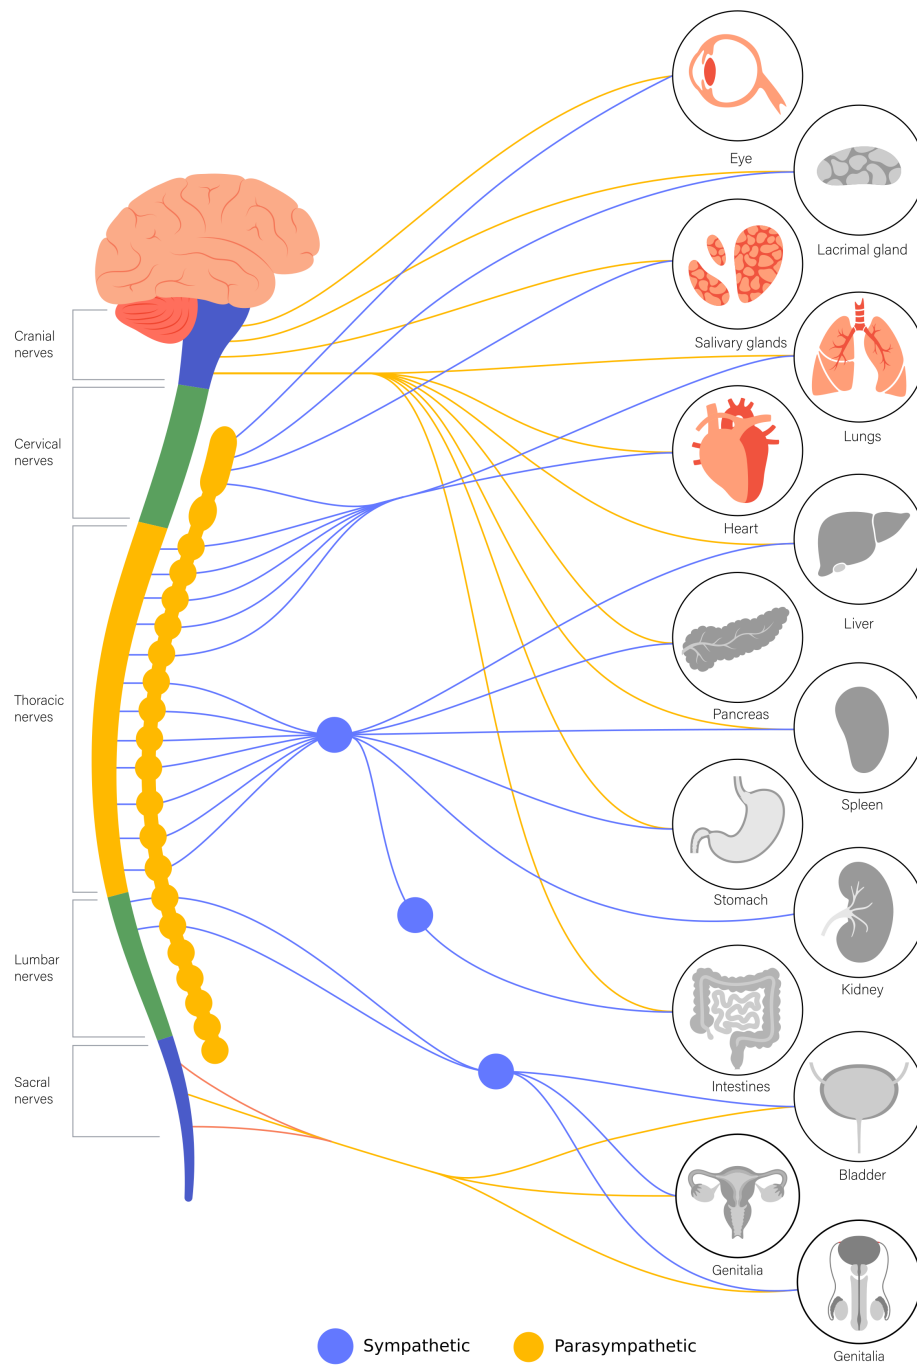 Eye
Lacrimal gland
Cranial
nerves
Salivary glands
Cervical
nerves
Lungs
Heart
Liver
Thoracic
nerves
Pancreas
Spleen
Stomach
Lumbar
nerves
Kidney
Sacral
nerves
Intestines
Bladder
Genitalia
Sympathetic
Parasympathetic
Genitalia